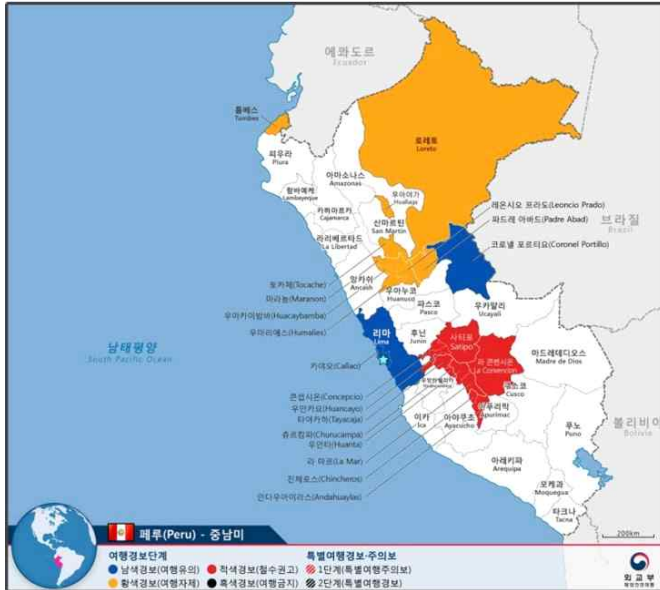 에콰도르
Ecuador
툼베스
Tumbes
로레토
Loreto
피우라
Piura
아마소나스
Amazonas
람바예케
Lambayeque
우아야가
Huallaga
카하마르카
Cajamarca
산마르틴
San Martin
레온시오 프라도(Leoncio Prado)
파드레 아바드(Padre Abad)
브라질
Brazil
라리베르타드
La Libertad
코로넬 포르티요(Coronel Portillo)
토카체(Tocache)
앙카쉬
Ancash
마라뇽(Maranon)
우아누코
Huanuco
우아카이밤바(Huacaybamba)
파스코
Pasco
우카얄리
Ucayali
우마리에스(Humalies)
남태평양
South Pacific Ocean
리마
Lima
후닌
Junin
사티포
Satipo
마드레데디오스
Madre de Dios
카야오(Callao)
라 콘벤시온
La Convencion
쿠스코
Cusco
콘셉시온(Concepcio)
우안카요(Huancayo)
타야카하(Tayacaja)
이카
Ica
아야쿠초
Ayacucho
아푸리막
Apurimac
볼리비아
Bolivia
푸노
Puno
츄르캄파(Churucampa)
우안타(Huanta)
라 마르(La Mar)
아레키파
Arequipa
친체로스(Chincheros)
모케과
Moquegua
안다우아이라스(Andahuaylas)
타크나
Tacna
200km
페루(Peru) - 중남미
여행경보단계
특별여행경보·주의보
남색경보(여행유의)
적색경보(철수권고)
1단계(특별여행주의보)
황색경보(여행자제)
흑색경보(여행금지)
2단계(특별여행경보)
외교부